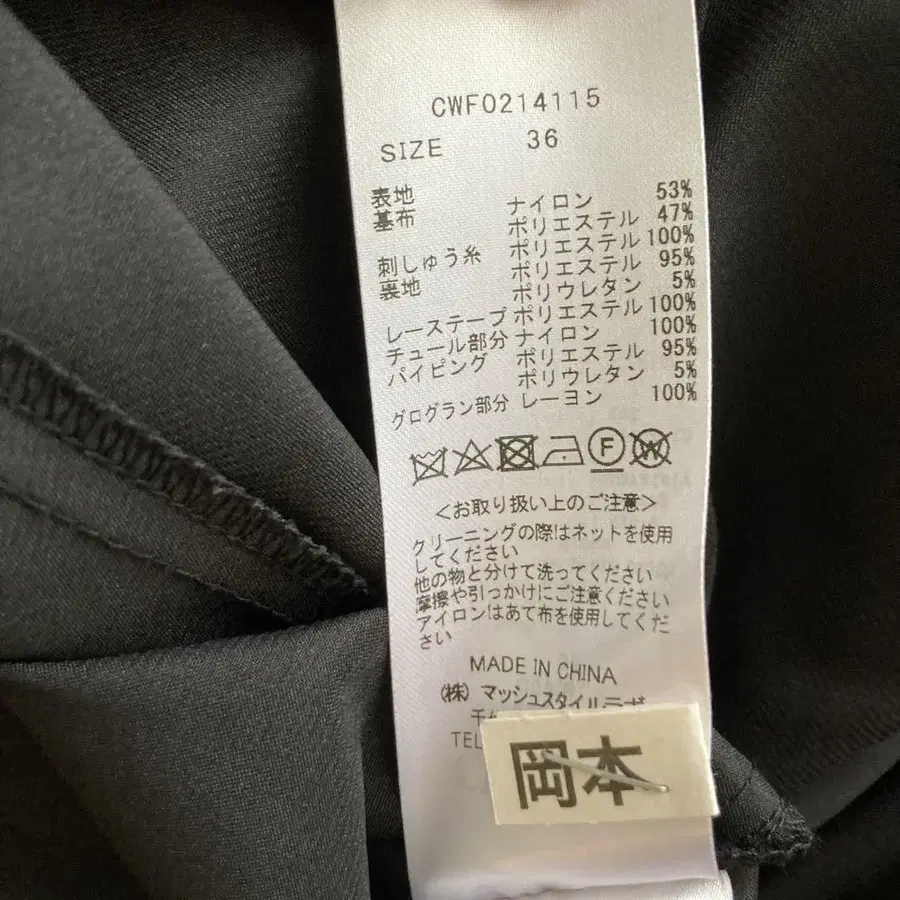 CWF0214115
SIZE 36
表地
基布 ナイロン 53%
ポリエステル 47%
刺しゅう糸 ポリエステル 100%
裏地 ポリエステル 95%
ポリウレタン 5%
レーステープ ポリエステル 100%
チュール部分 ナイロン 100%
パイピング ポリエステル 95%
ポリウレタン 5%
グログラン部分 レーヨン 100%
F W
<お取り扱い上のご注意>
クリーニングの際はネットを使用
してください
他の物と分けて洗ってください
摩擦や引っかけにご注意ください
アイロンはあて布を使用してくだ
さい
MADE IN CHINA
(株) マッシュスタイル
TEL
岡本